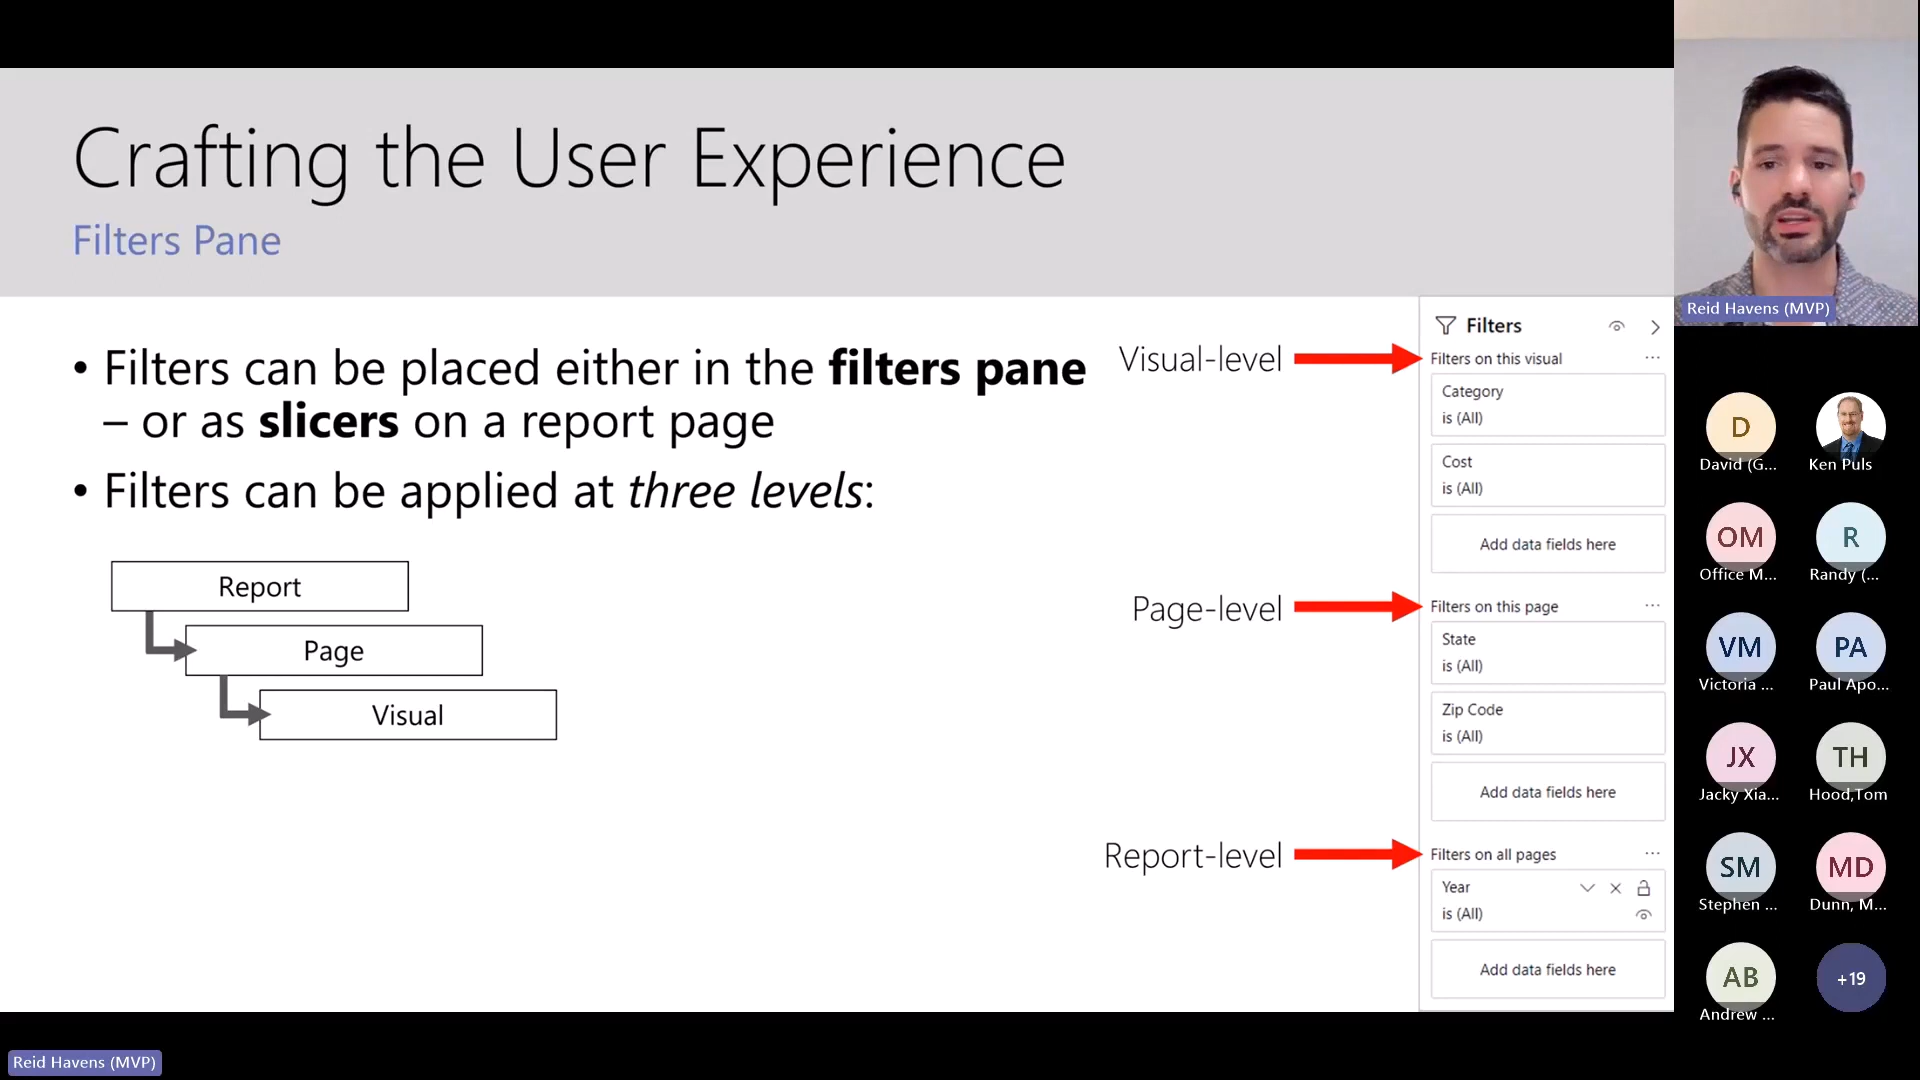 Crafting the User Experience
Filters Pane
• Filters can be placed either in the filters pane
– or as slicers on a report page
• Filters can be applied at three levels:
Report
Page
Visual
Visual-level
Page-level
Report-level
Filters
Filters on this visual
Category
is (All)
Cost
is (All)
Add data fields here
Filters on this page
State
is (All)
Zip Code
is (All)
Add data fields here
Filters on all pages
Year
is (All)
Add data fields here
Reid Havens (MVP)
D
David (G...
Ken Puls
OM
Office M...
R
Randy (...
VM
Victoria ...
PA
Paul Apo...
JX
Jacky Xia...
TH
Hood,Tom
SM
Stephen ...
MD
Dunn, M...
AB
Andrew ...
+19
Reid Havens (MVP)